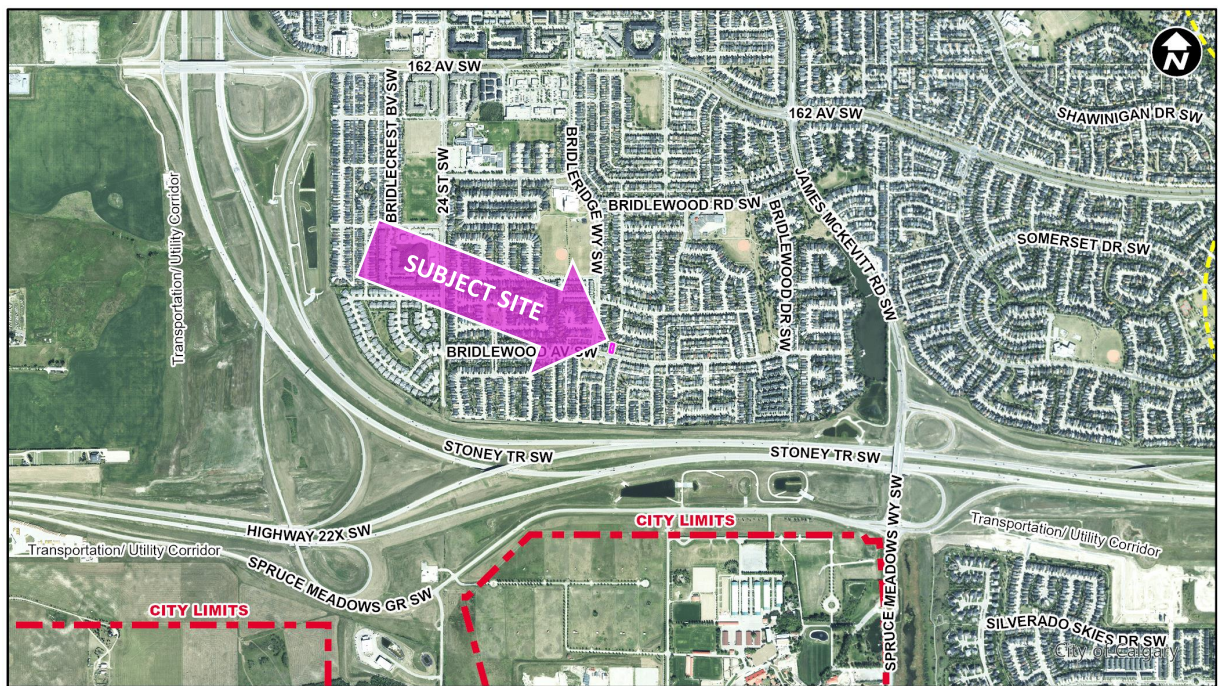 162 AV SW
162 AV SW
N
SHAWINIGAN DR SW
BRIDLECREST BV SW
24 ST SW
BRIDLERIDGE WY SW
BRIDLEWOOD RD SW
BRIDLEWOOD DR SW
JAMES MCKEVITT RD SW
SOMERSET DR SW
Transportation/ Utility Corridor
SUBJECT SITE
BRIDLEWOOD AV SW
STONEY TR SW
STONEY TR SW
HIGHWAY 22X SW
CITY LIMITS
Transportation/ Utility Corridor
Transportation/ Utility Corridor
SPRUCE MEADOWS GR SW
SPRUCE MEADOWS WY SW
CITY LIMITS
SILVERADO SKIES DR SW
City of Calgary